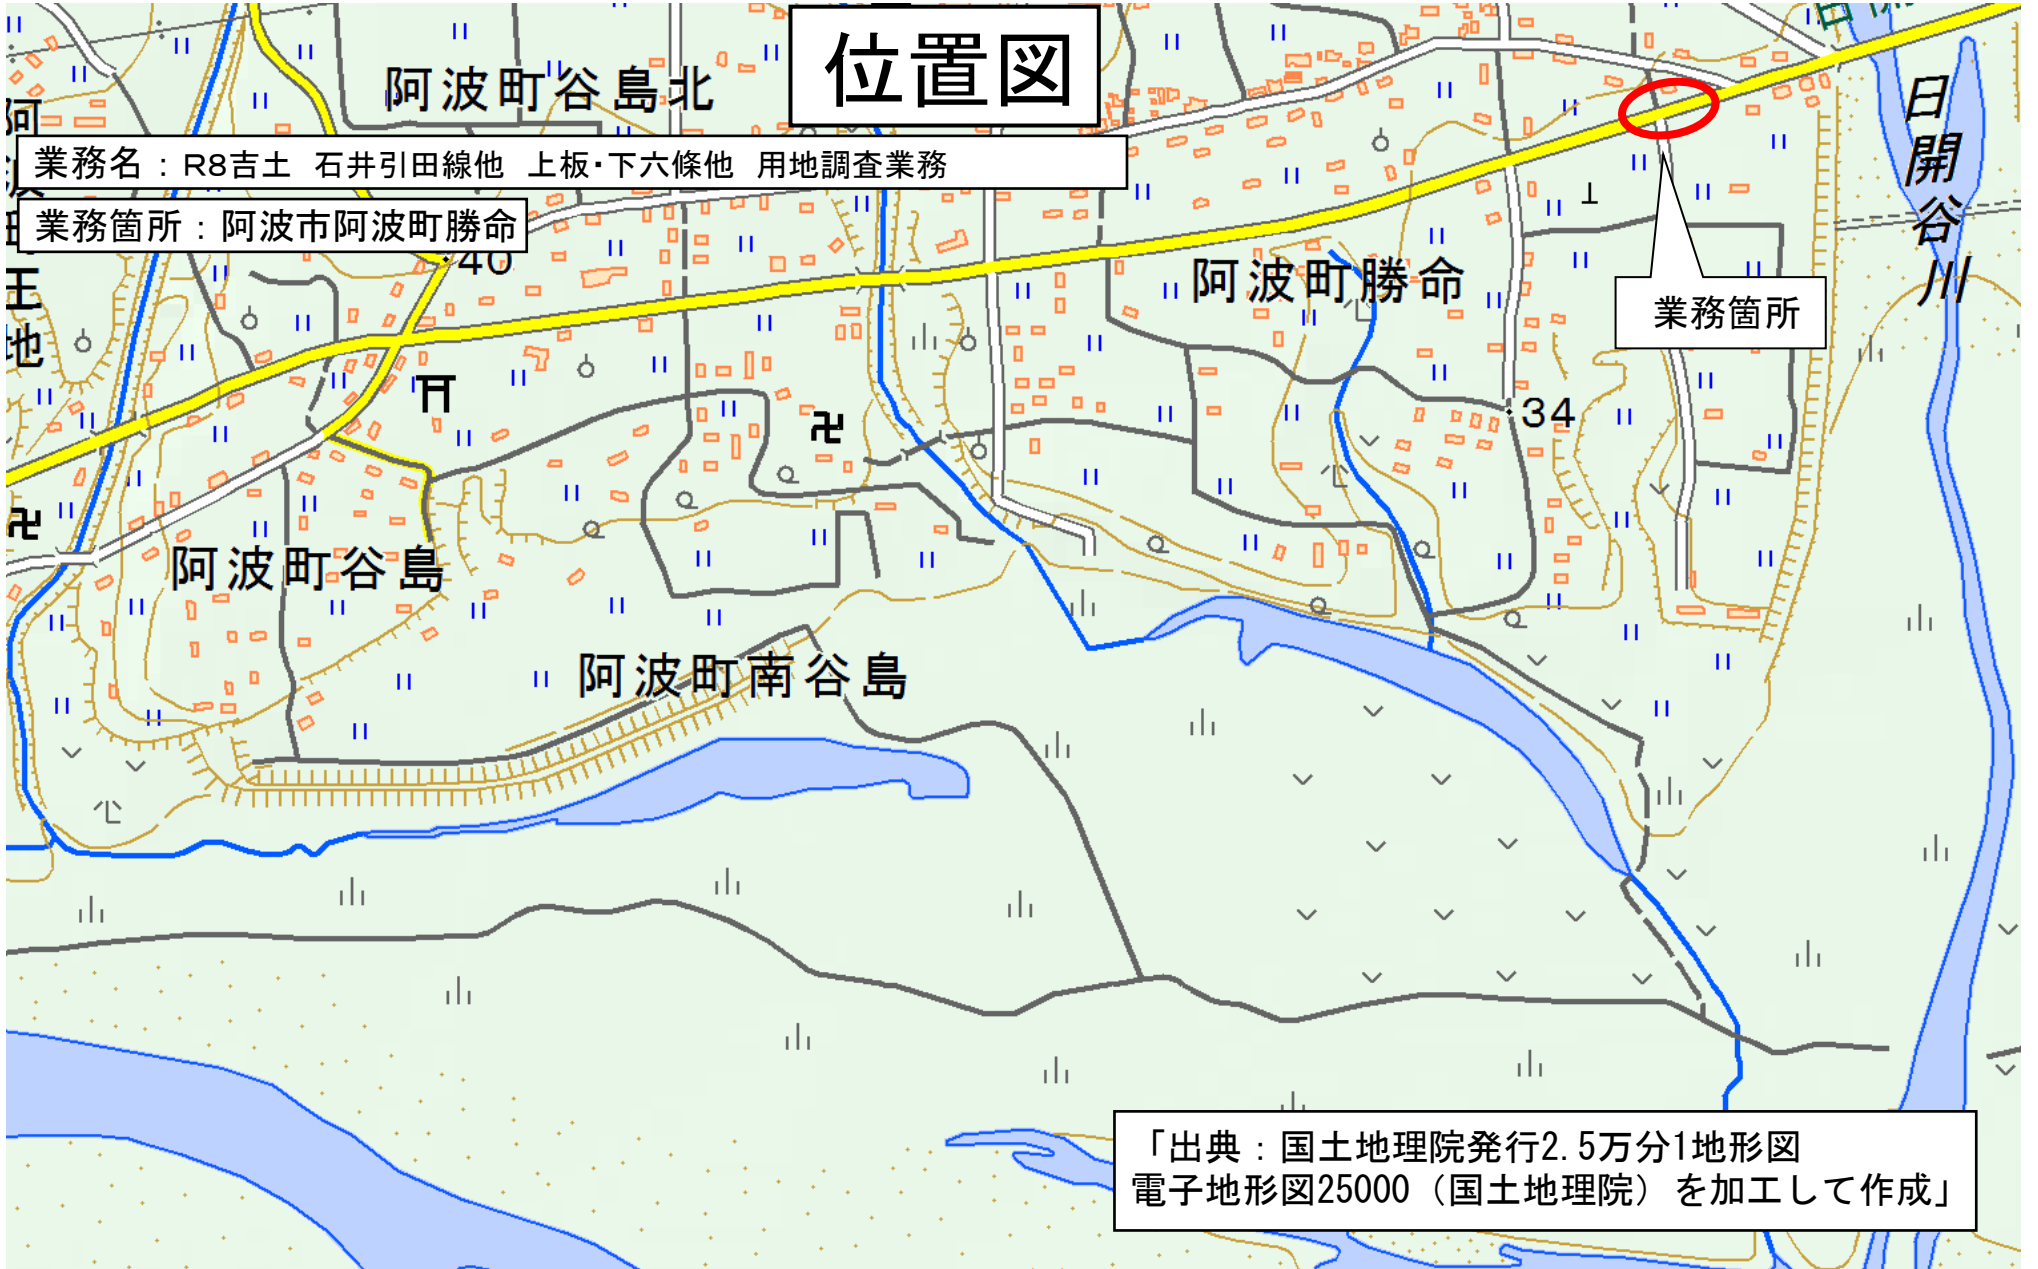 位置図
阿波町谷島北
業務名：R8吉土　石井引田線他　上板・下六條他　用地調査業務
業務箇所：阿波市阿波町勝命
40
日開谷川
阿波町勝命
業務箇所
王地
34
阿波町谷島
阿波町南谷島
「出典：国土地理院発行2.5万分1地形図
電子地形図25000（国土地理院）を加工して作成」